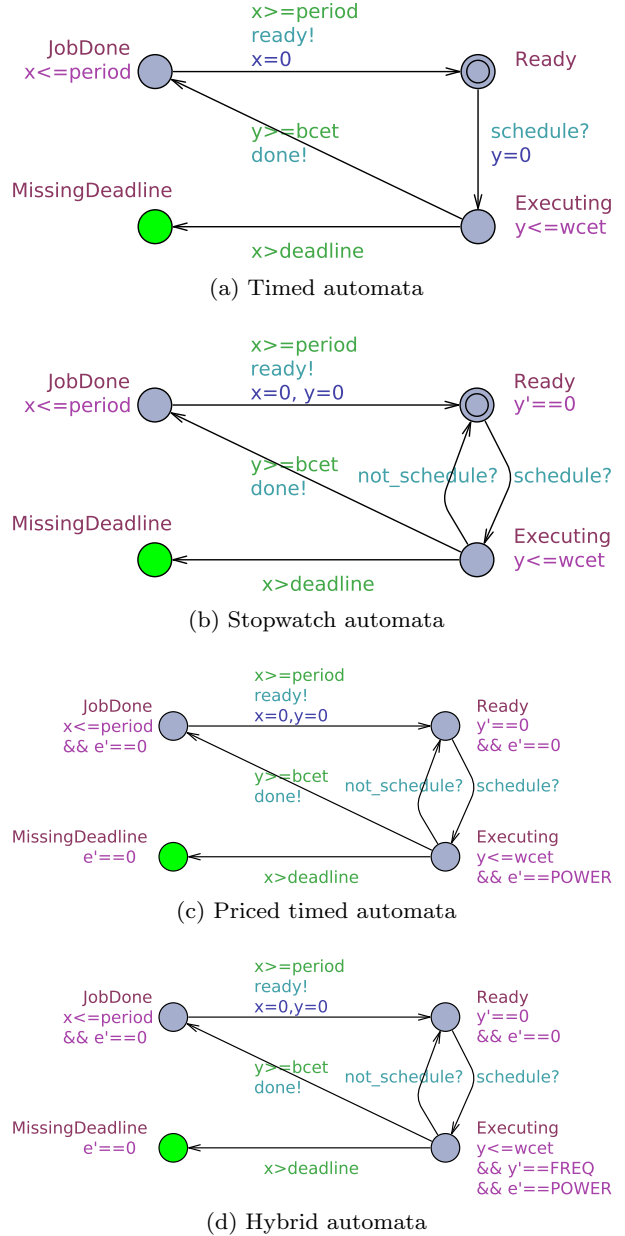 x>=period
ready!
x=0
JobDone
x<=period
Ready
y>=bcet
done!
schedule?
y=0
MissingDeadline
Executing
y<=wcet
x>deadline
(a) Timed automata
x>=period
ready!
x=0, y=0
JobDone
x<=period
Ready
y'==0
y>=bcet
done!
not_schedule?
schedule?
MissingDeadline
Executing
y<=wcet
x>deadline
(b) Stopwatch automata
x>=period
ready!
x=0,y=0
JobDone
x<=period
&& e'==0
Ready
y'==0
&& e'==0
y>=bcet
done!
not_schedule?
schedule?
MissingDeadline
e'==0
Executing
y<=wcet
&& e'==POWER
x>deadline
(c) Priced timed automata
x>=period
ready!
x=0,y=0
JobDone
x<=period
&& e'==0
Ready
y'==0
&& e'==0
y>=bcet
done!
not_schedule?
schedule?
MissingDeadline
e'==0
Executing
y<=wcet
&& y'==FREQ
&& e'==POWER
x>deadline
(d) Hybrid automata